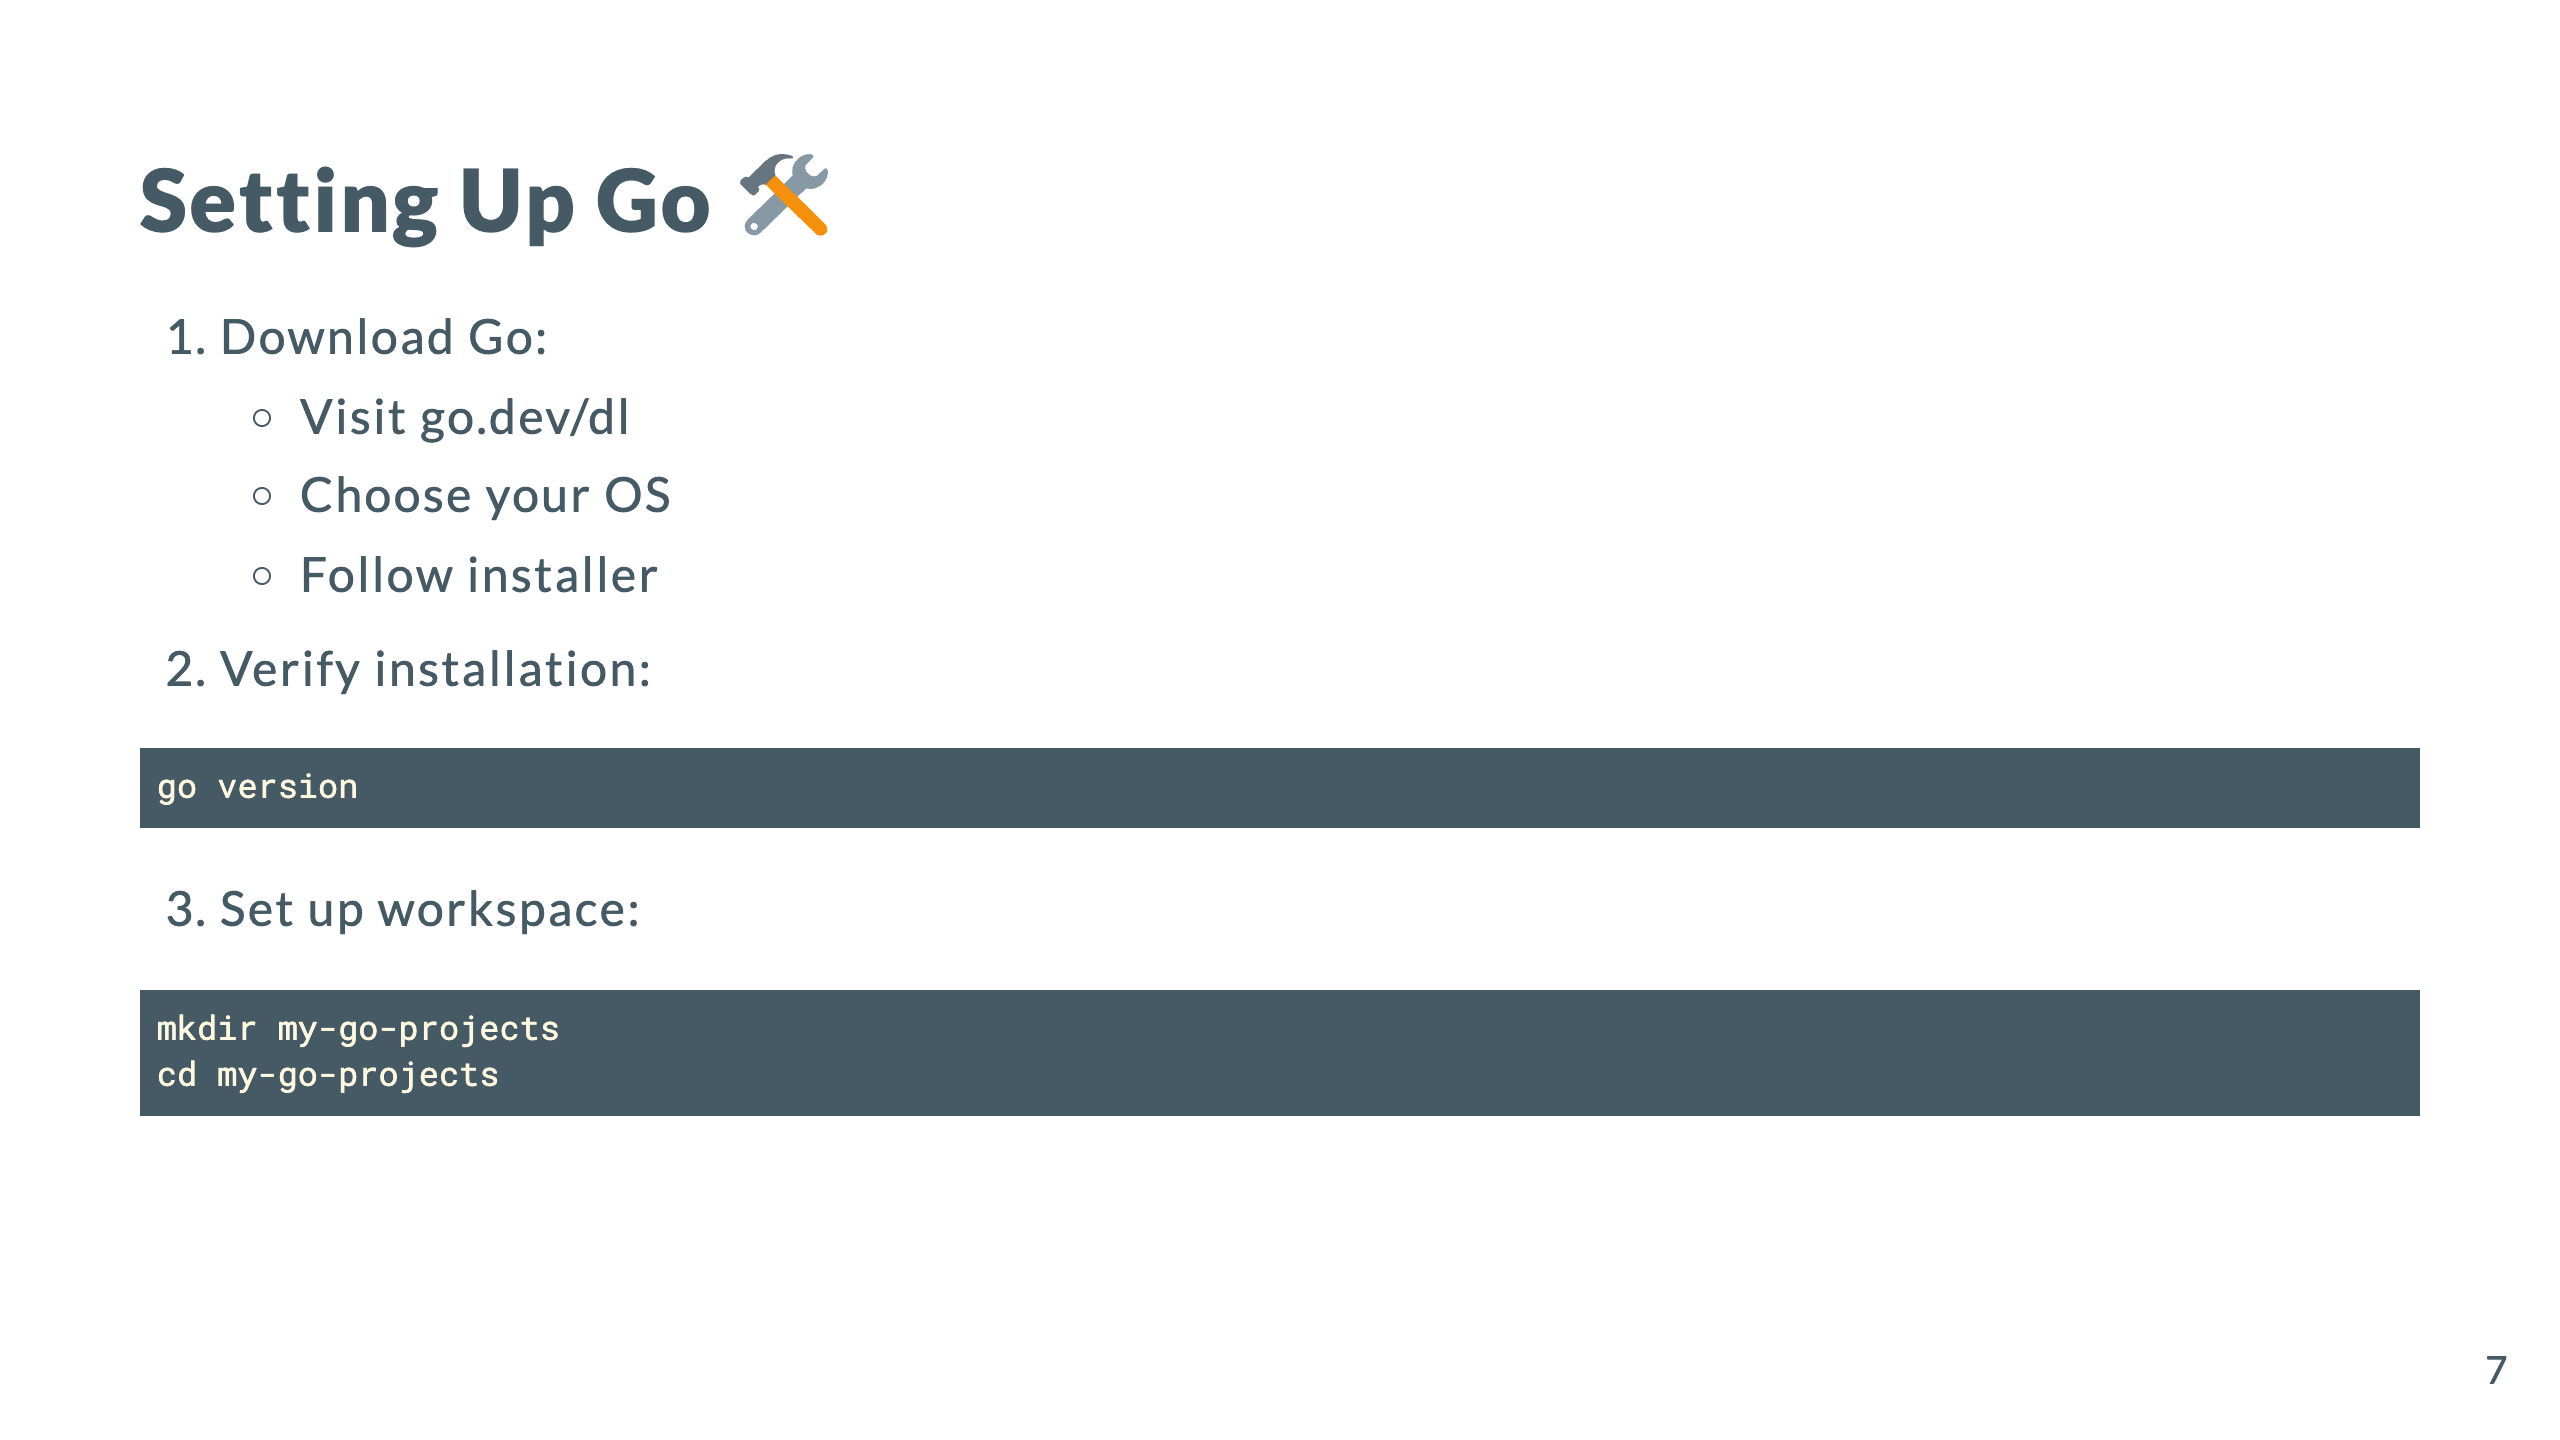 Setting Up Go 🛠
1. Download Go:
○ Visit go.dev/dl
○ Choose your OS
○ Follow installer
2. Verify installation:
go version
3. Set up workspace:
mkdir my-go-projects
cd my-go-projects
7